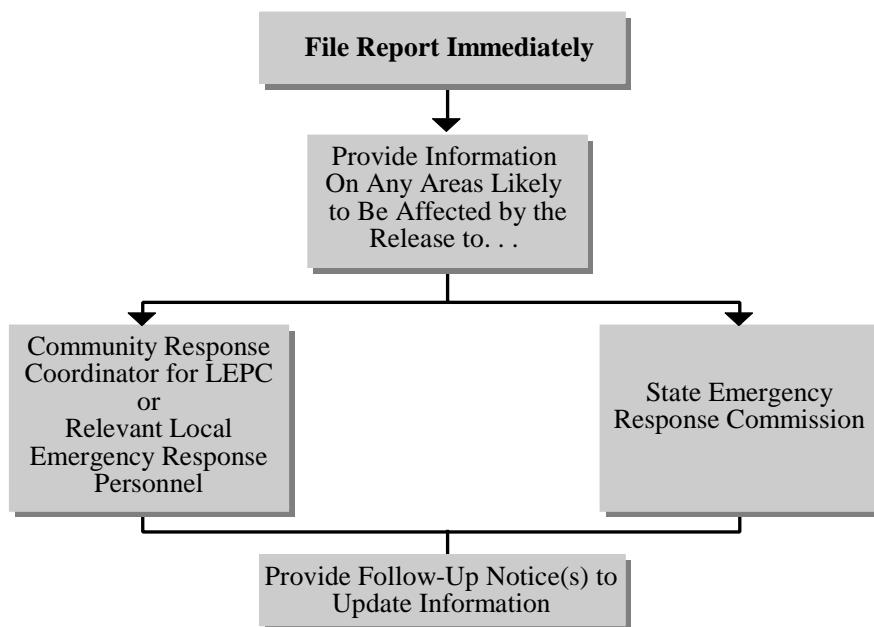 File Report Immediately
Provide Information
On Any Areas Likely
to Be Affected by the
Release to. . .
Community Response
Coordinator for LEPC
or
Relevant Local
Emergency Response
Personnel
State Emergency
Response Commission
Provide Follow-Up Notice(s) to
Update Information